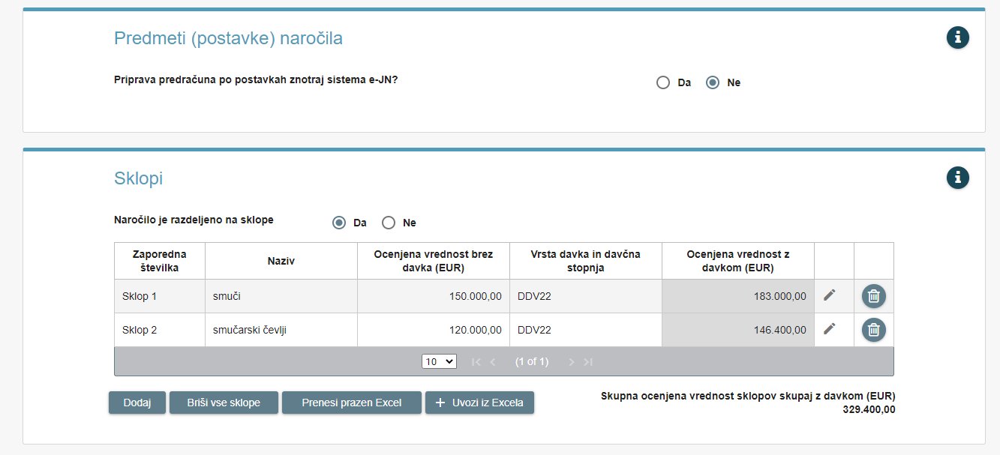 Predmeti (postavke) naročila
Priprava predračuna po postavkah znotraj sistema e-JN?
Da
Ne
Sklopi
Naročilo je razdeljeno na sklope
Da
Ne
Zaporedna številka
Naziv
Ocenjena vrednost brez davka (EUR)
Vrsta davka in davčna stopnja
Ocenjena vrednost z davkom (EUR)
Sklop 1 smuči 150.000,00 DDV22 183.000,00
Sklop 2 smučarski čevlji 120.000,00 DDV22 146.400,00
10 (1 of 1)
Dodaj
Briši vse sklope
Prenesi prazen Excel
+ Uvozi iz Excela
Skupna ocenjena vrednost sklopov skupaj z davkom (EUR)
329.400,00